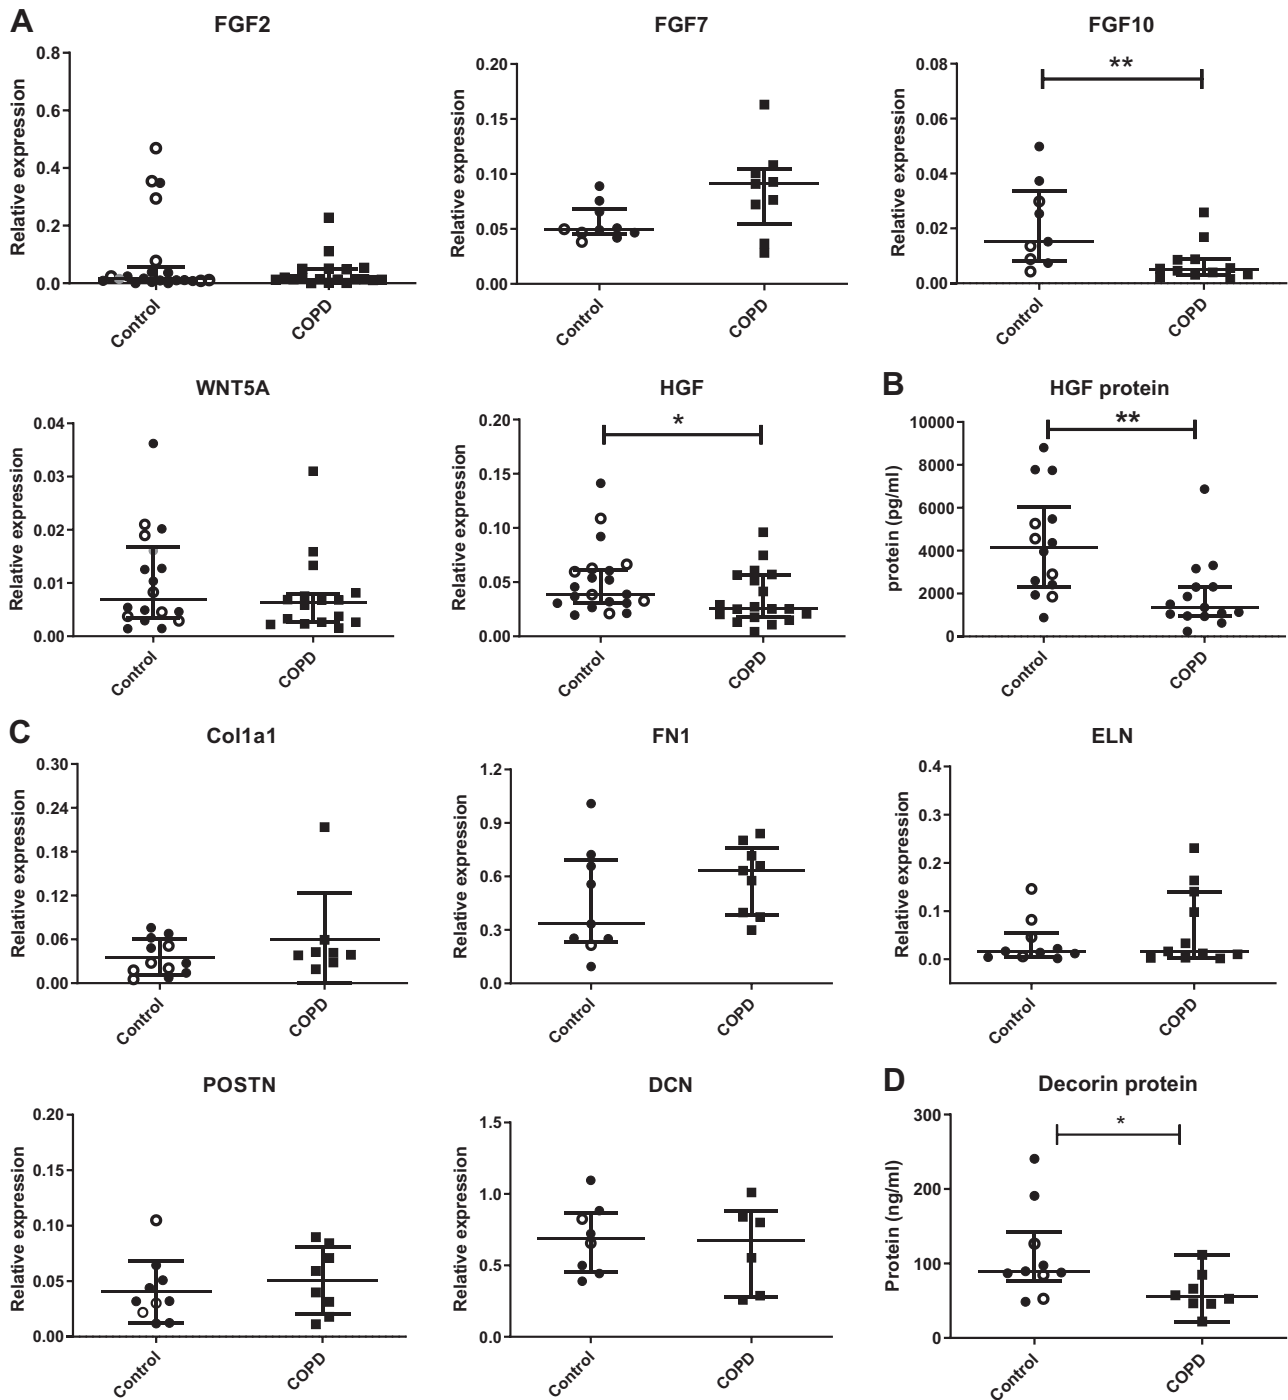 A
FGF2
Relative expression
0.8
0.6
0.4
0.2
0.0
Control
COPD
FGF7
Relative expression
0.20
0.15
0.10
0.05
0.00
Control
COPD
FGF10
Relative expression
0.08
0.06
0.04
0.02
0.00
**
Control
COPD
WNT5A
Relative expression
0.04
0.03
0.02
0.01
0.00
Control
COPD
HGF
Relative expression
0.20
0.15
0.10
0.05
0.00
*
Control
COPD
B
HGF protein
protein (pg/ml)
10000
8000
6000
4000
2000
0
**
Control
COPD
C
Col1a1
Relative expression
0.30
0.24
0.18
0.12
0.06
0.00
Control
COPD
FN1
Relative expression
1.2
0.9
0.6
0.3
0.0
Control
COPD
ELN
Relative expression
0.4
0.3
0.2
0.1
0.0
Control
COPD
POSTN
Relative expression
0.20
0.15
0.10
0.05
0.00
Control
COPD
DCN
Relative expression
1.5
1.0
0.5
0.0
Control
COPD
D
Decorin protein
Protein (ng/ml)
300
200
100
0
*
Control
COPD